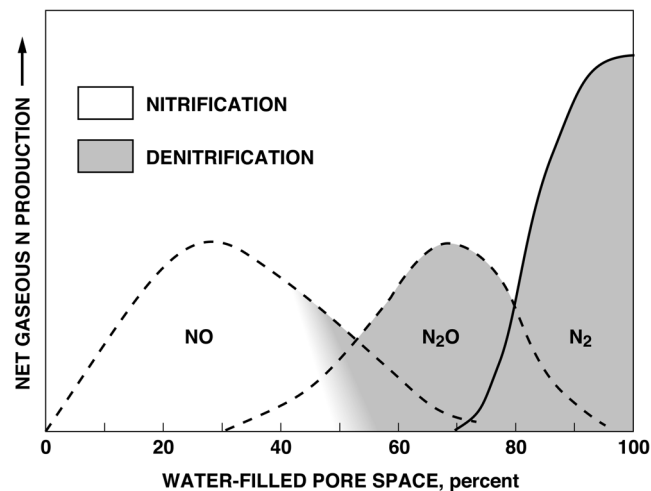 NET GASEOUS N PRODUCTION
NITRIFICATION
DENITRIFICATION
NO
N₂O
N₂
0
20
40
60
80
100
WATER-FILLED PORE SPACE, percent